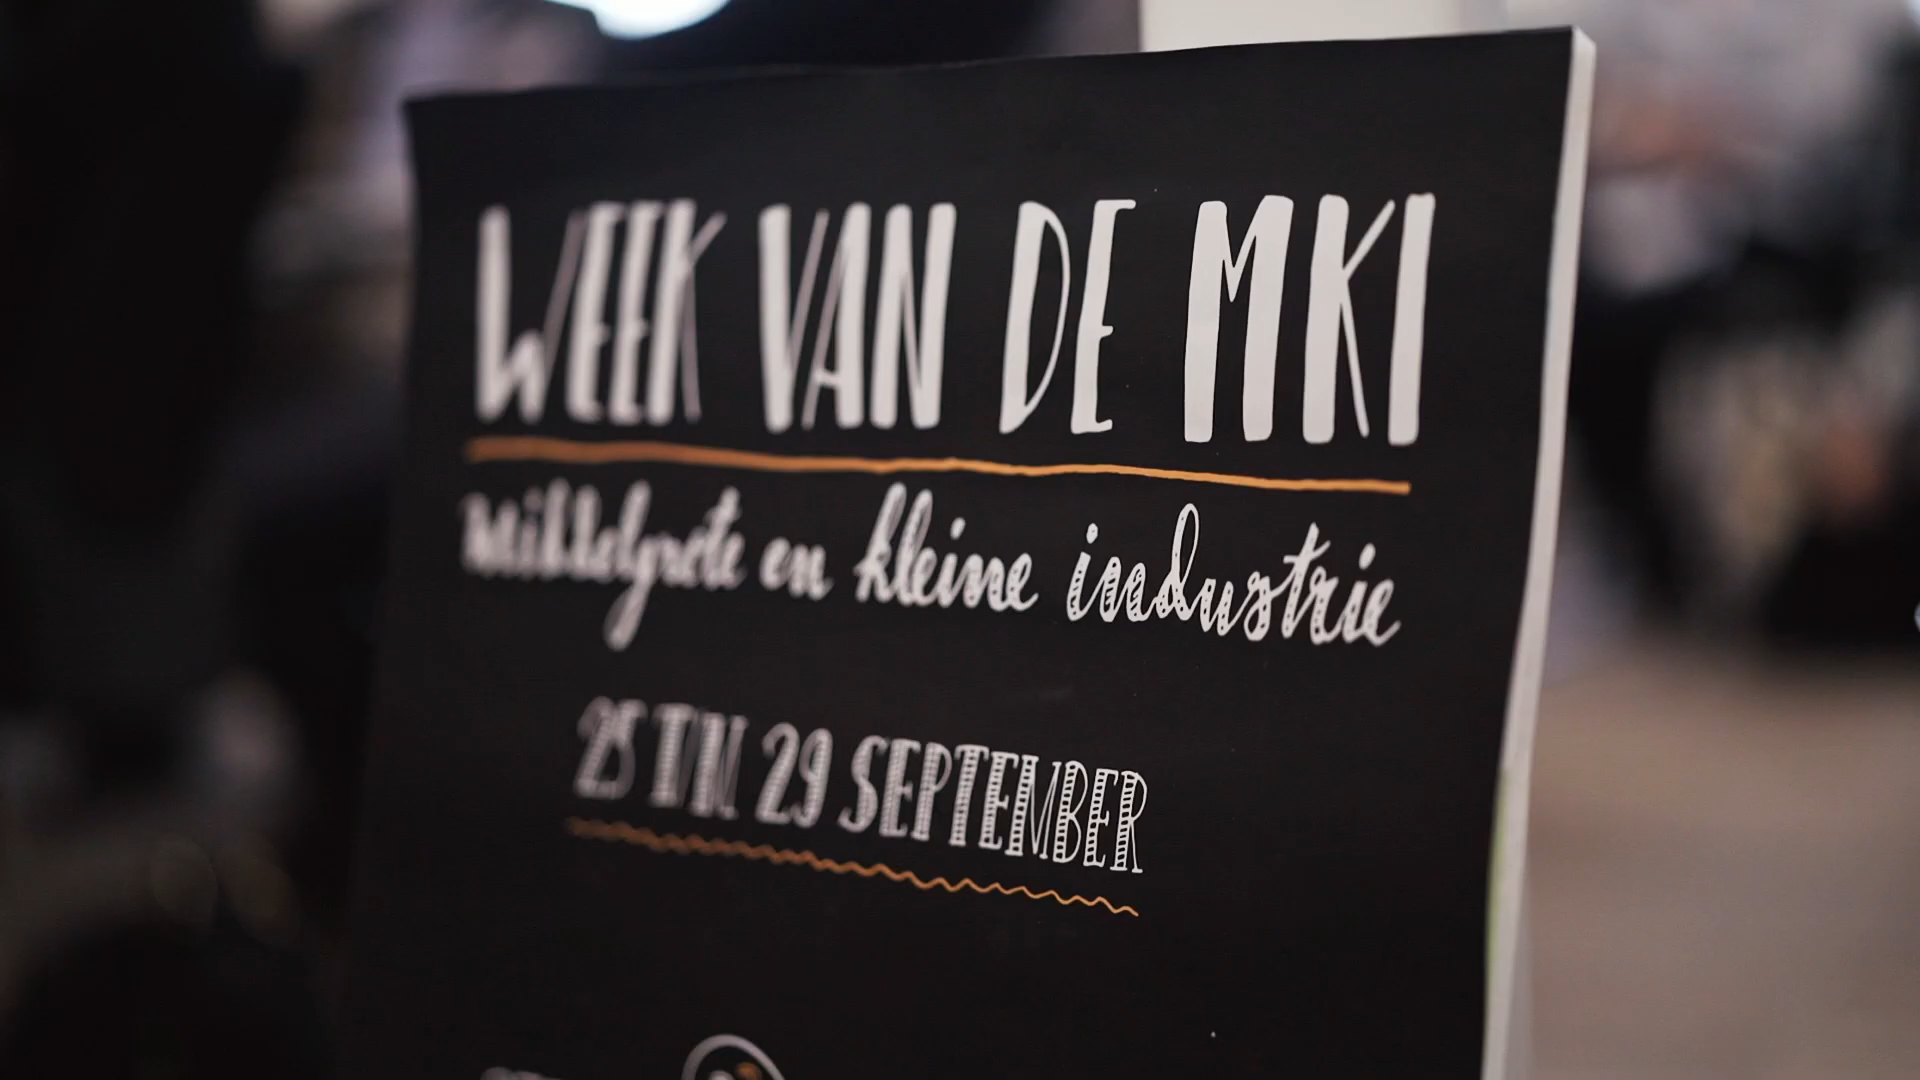 WEEK VAN DE MKI
Middelgrote en kleine industrie
25 T/M 29 SEPTEMBER